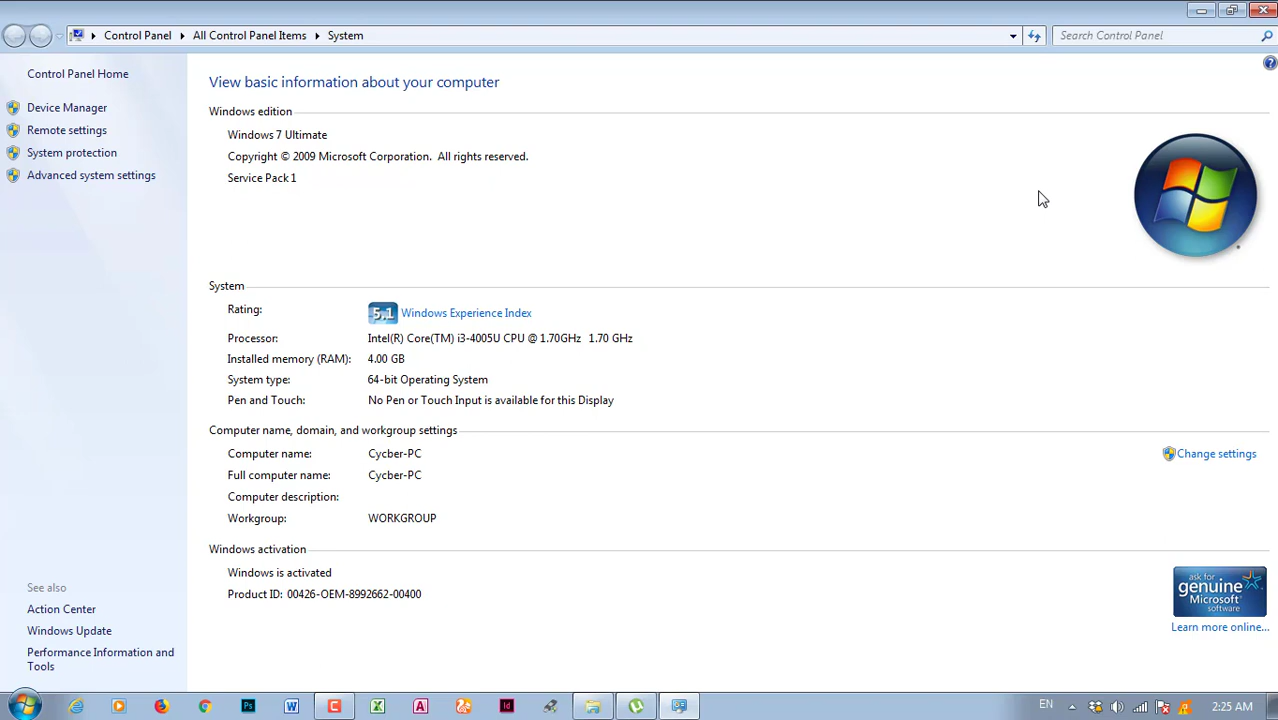 Control Panel
All Control Panel Items
System
Search Control Panel
Control Panel Home
Device Manager
Remote settings
System protection
Advanced system settings
See also
Action Center
Windows Update
Performance Information and
Tools
View basic information about your computer
Windows edition
Windows 7 Ultimate
Copyright © 2009 Microsoft Corporation. All rights reserved.
Service Pack 1
System
Rating: 5.1 Windows Experience Index
Processor: Intel(R) Core(TM) i3-4005U CPU @ 1.70GHz 1.70 GHz
Installed memory (RAM): 4.00 GB
System type: 64-bit Operating System
Pen and Touch: No Pen or Touch Input is available for this Display
Computer name, domain, and workgroup settings
Computer name: Cycber-PC
Change settings
Full computer name: Cycber-PC
Computer description:
Workgroup: WORKGROUP
Windows activation
Windows is activated
Product ID: 00426-OEM-8992662-00400
ask for
genuine
Microsoft
software
Learn more online...
Ps
W
C
X
A
Id
EN
2:25 AM